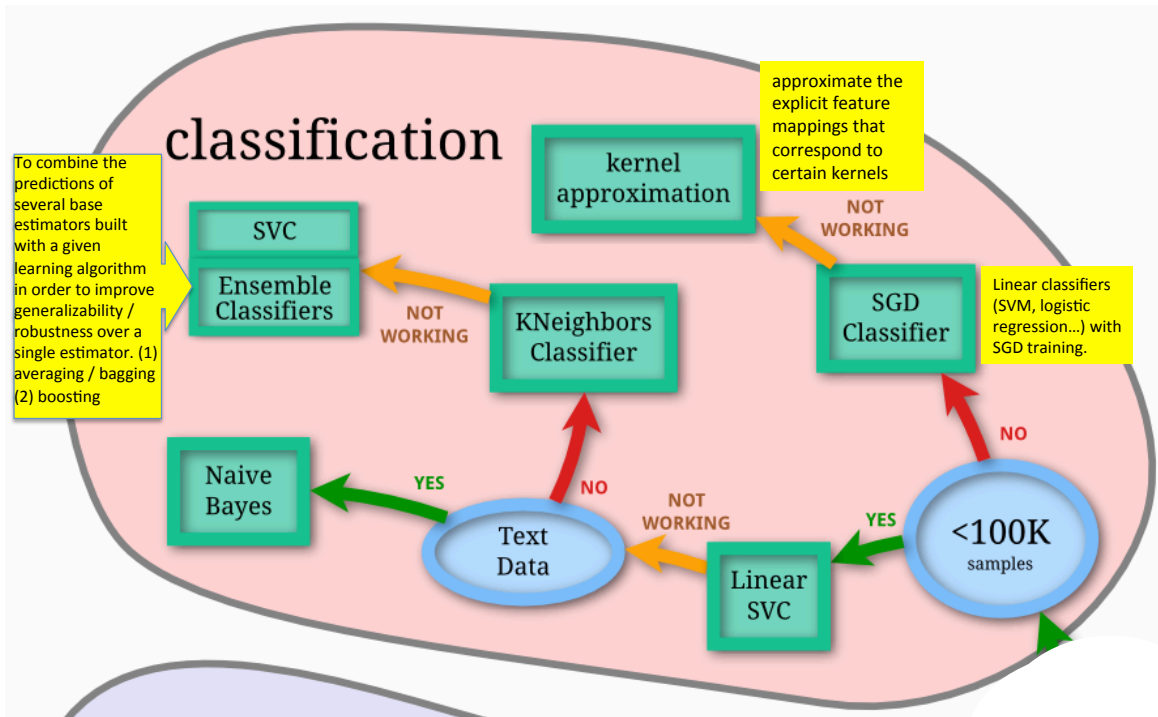 classification
To combine the
predictions of
several base
estimators built
with a given
learning algorithm
in order to improve
generalizability /
robustness over a
single estimator. (1)
averaging / bagging
(2) boosting
SVC
Ensemble
Classifiers
NOT
WORKING
KNeighbors
Classifier
kernel
approximation
approximate the
explicit feature
mappings that
correspond to
certain kernels
NOT
WORKING
SGD
Classifier
Linear classifiers
(SVM, logistic
regression...) with
SGD training.
Naive
Bayes
YES
Text
Data
NO
NOT
WORKING
Linear
SVC
YES
NO
<100K
samples